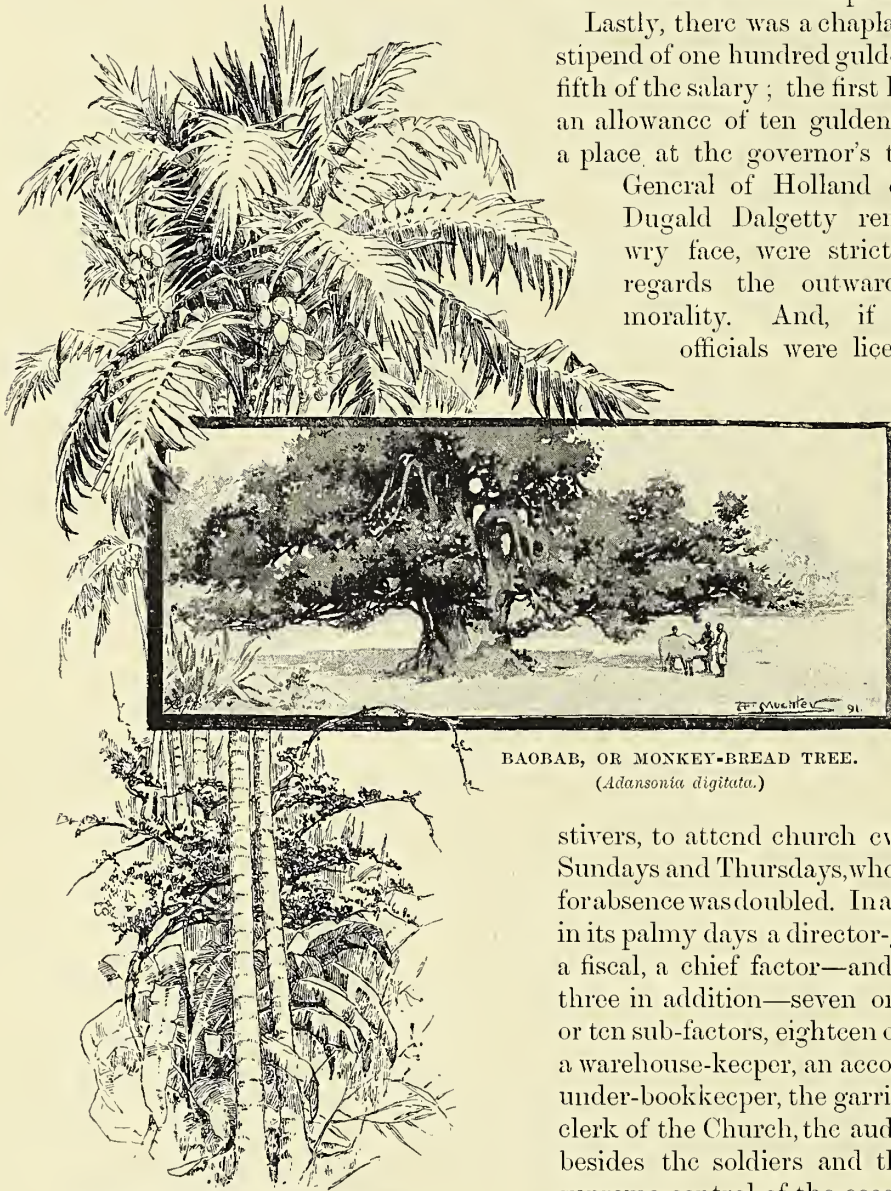 Lastly, there was a chapla
stipend of one hundred guld
fifth of the salary ; the first
an allowance of ten gulden
a place at the governor's t
General of Holland
Dugald Dalgetty rei
wry face, were strict
regards the outward
morality. And, if
officials were lice
91.
BAOBAB, OR MONKEY-BREAD TREE.
(Adansonia digitata.)
stivers, to attend church ev
Sundays and Thursdays, who
for absence was doubled. In a
in its palmy days a director-
a fiscal, a chief factor—and
three in addition—seven or
or ten sub-factors, eighteen
a warehouse-keeper, an acco
under-bookkeeper, the garri
clerk of the Church, the aud
besides the soldiers and th